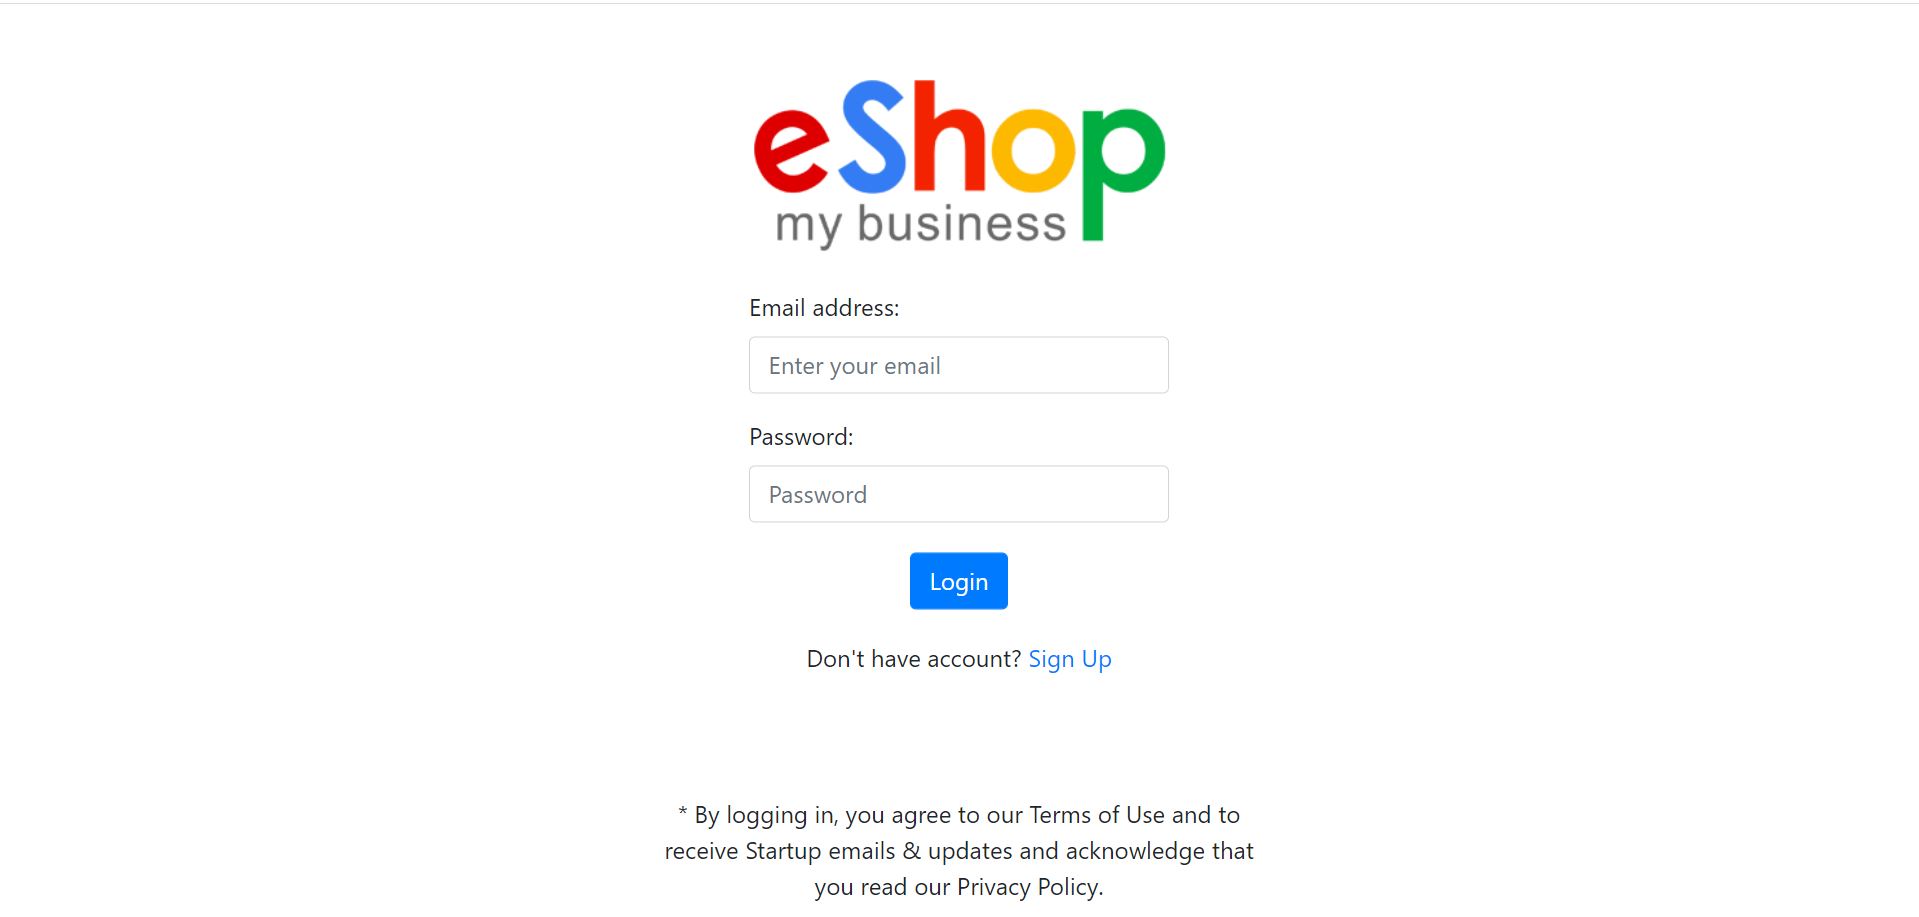 eShop
my business
Email address:
Enter your email
Password:
Password
Login
Don't have account? Sign Up
* By logging in, you agree to our Terms of Use and to
receive Startup emails & updates and acknowledge that
you read our Privacy Policy.